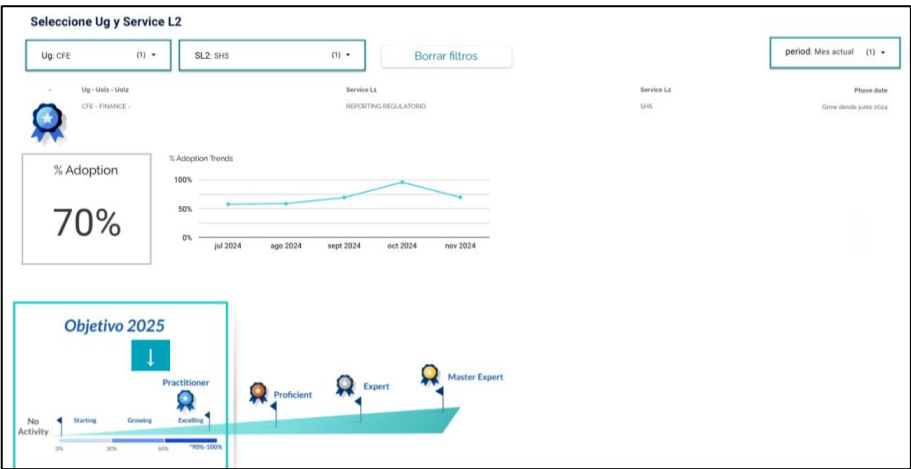 Seleccione Ug y Service L2
Ug: CFE (1)
SL2: SHS (1)
Borrar filtros
period: Mes actual (1)
- Ug - Uol1 - Uol2 Service L1 Service L2 Phase date
CFE - FINANCE - REPORTING REGULATORIO SHS Grow desde junio 2024
% Adoption
70%
% Adoption Trends
100%
50%
0%
jul 2024 ago 2024 sept 2024 oct 2024 nov 2024
Objetivo 2025
Practitioner
Proficient
Expert
Master Expert
No Activity
Starting Growing Excelling
0% 30% 60% *90%-100%